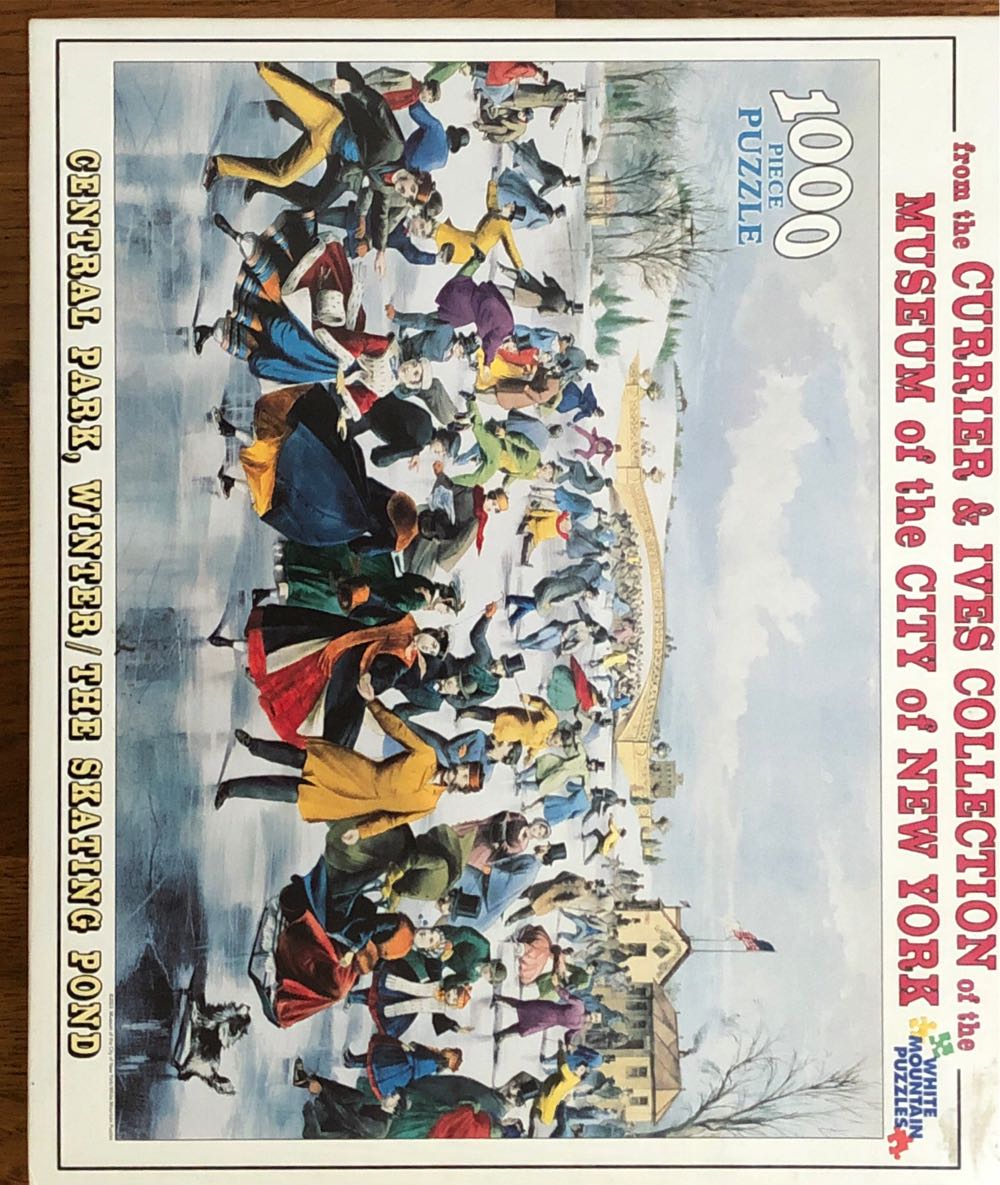 from the CURRIER & IVES COLLECTION of the
MUSEUM of the CITY of NEW YORK
WHITE
MOUNTAIN
PUZZLES
1000
PIECE
PUZZLE
CENTRAL PARK, WINTER/THE SKATING POND